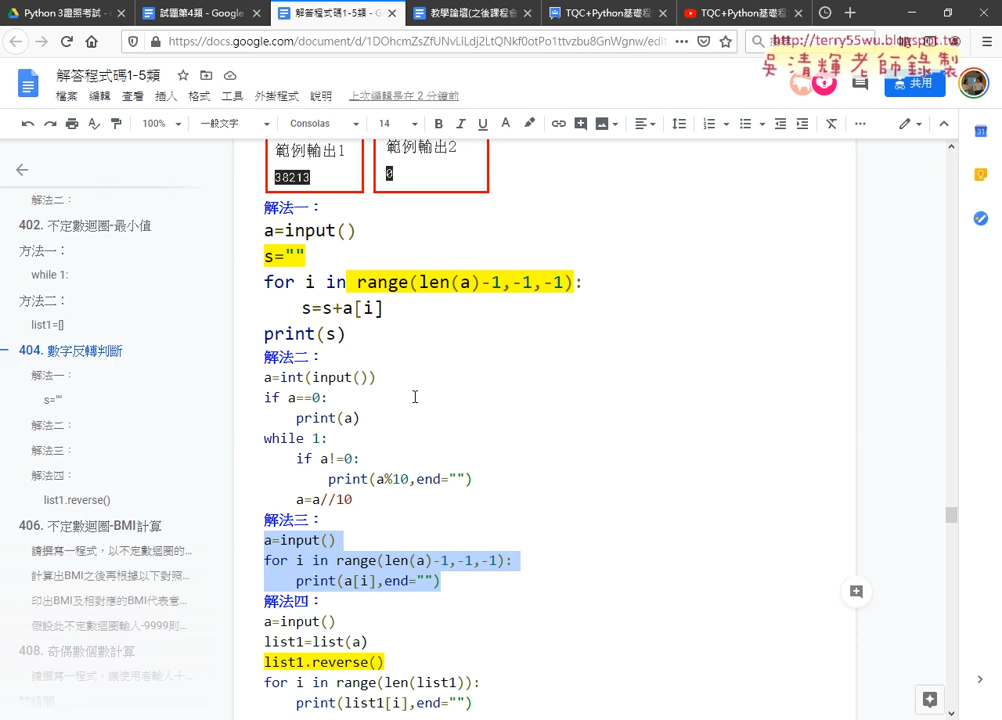 Python 3證照考試 -
試題第4類 - Google
解答程式碼1-5類 - G
教學論壇(之後課程會
TQC+Python基礎程
TQC+Python基礎程
https://docs.google.com/document/d/1DOhcmZsZfUNvLiLdj2LtQNkf0otPo1ttvzbu8GnWgnw/edi
http://terry55wu.blogspot.tw
吳清輝老師錄製
解答程式碼1-5類
檔案 編輯 查看 插入 格式 工具 外掛程式 說明 上次編輯是在 2 分鐘前
共用
100% 一般文字 Consolas 14 B I U A
解法二：
402. 不定數迴圈-最小值
方法一：
while 1:
方法二：
list1=[]
404. 數字反轉判斷
解法一：
s=""
解法二：
解法三：
解法四：
list1.reverse()
406. 不定數迴圈-BMI計算
請撰寫一程式，以不定數迴圈的...
計算出BMI之後再根據以下對照...
印出BMI及相對應的BMI代表意...
假設此不定數迴圈輸入-9999則...
408. 奇偶數個數計算
請撰寫一程式，讓使用者輸入十...
範例輸出1
38213
範例輸出2
0
解法一：
a=input()
s=""
for i in range(len(a)-1,-1,-1):
s=s+a[i]
print(s)
解法二：
a=int(input())
if a==0:
print(a)
while 1:
if a!=0:
print(a%10,end="")
a=a//10
解法三：
a=input()
for i in range(len(a)-1,-1,-1):
print(a[i],end="")
解法四：
a=input()
list1=list(a)
list1.reverse()
for i in range(len(list1)):
print(list1[i],end="")